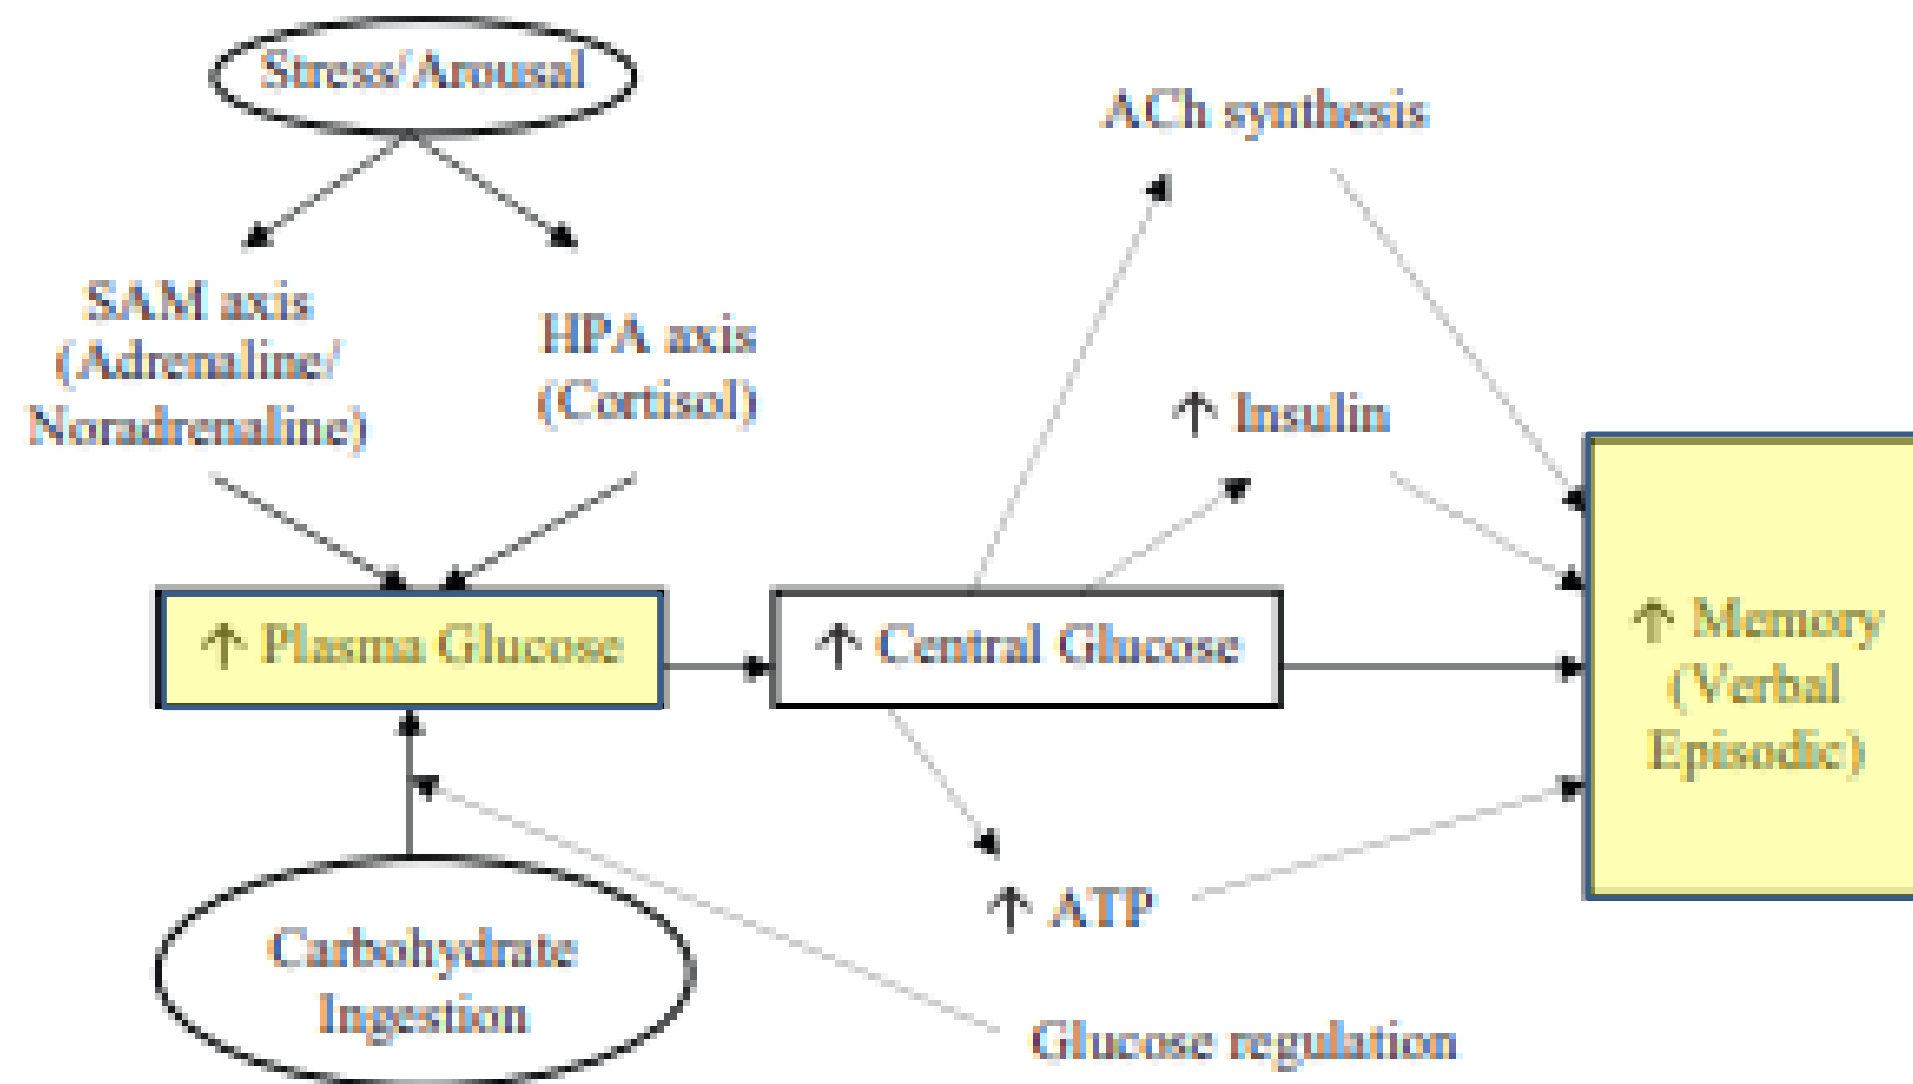 Stress/Arousal
ACh synthesis
SAM axis
(Adrenaline/
Noradrenaline)
HPA axis
(Cortisol)
↑ Insulin
↑ Plasma Glucose
↑ Central Glucose
↑ Memory
(Verbal
Episodic)
↑ ATP
Carbohydrate
Ingestion
Glucose regulation